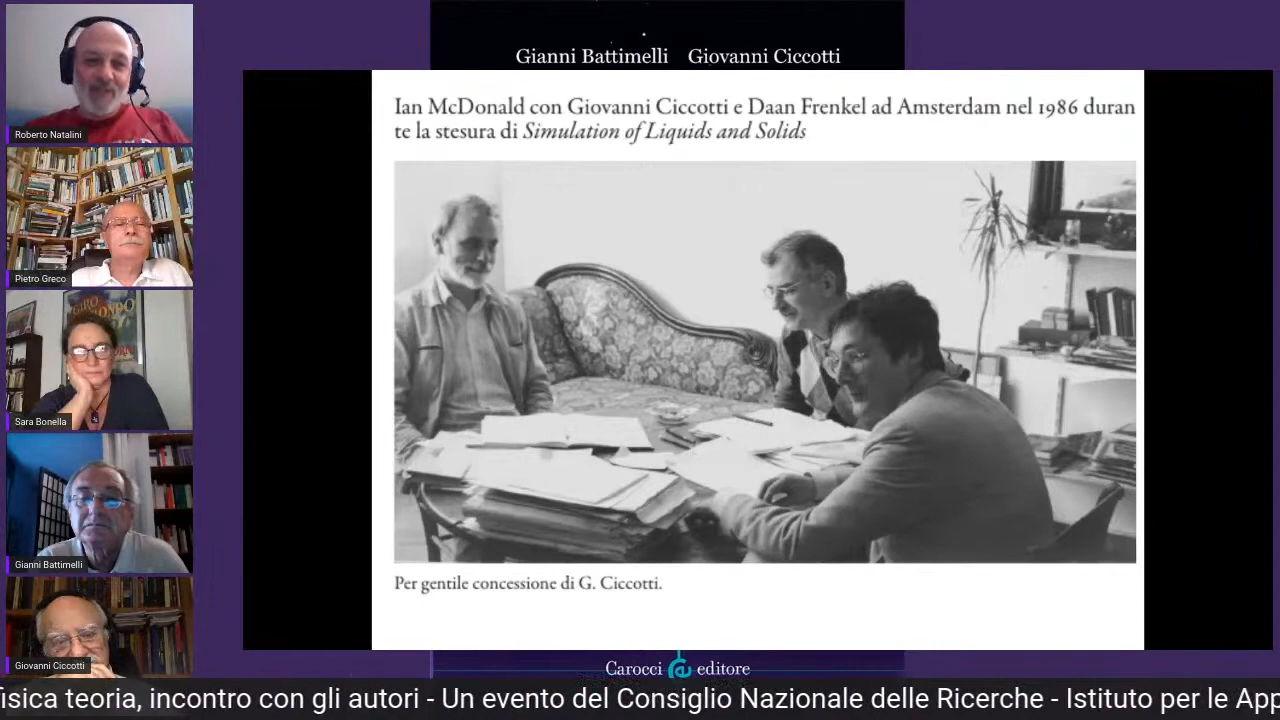 Gianni Battimelli Giovanni Ciccotti
Ian McDonald con Giovanni Ciccotti e Daan Frenkel ad Amsterdam nel 1986 duran
te la stesura di Simulation of Liquids and Solids
Per gentile concessione di G. Ciccotti.
Roberto Natalini
Pietro Greco
GIRO
MONDO
Sara Bonella
Gianni Battimelli
Giovanni Ciccotti
Carocci editore
fisica teoria, incontro con gli autori - Un evento del Consiglio Nazionale delle Ricerche - Istituto per le App